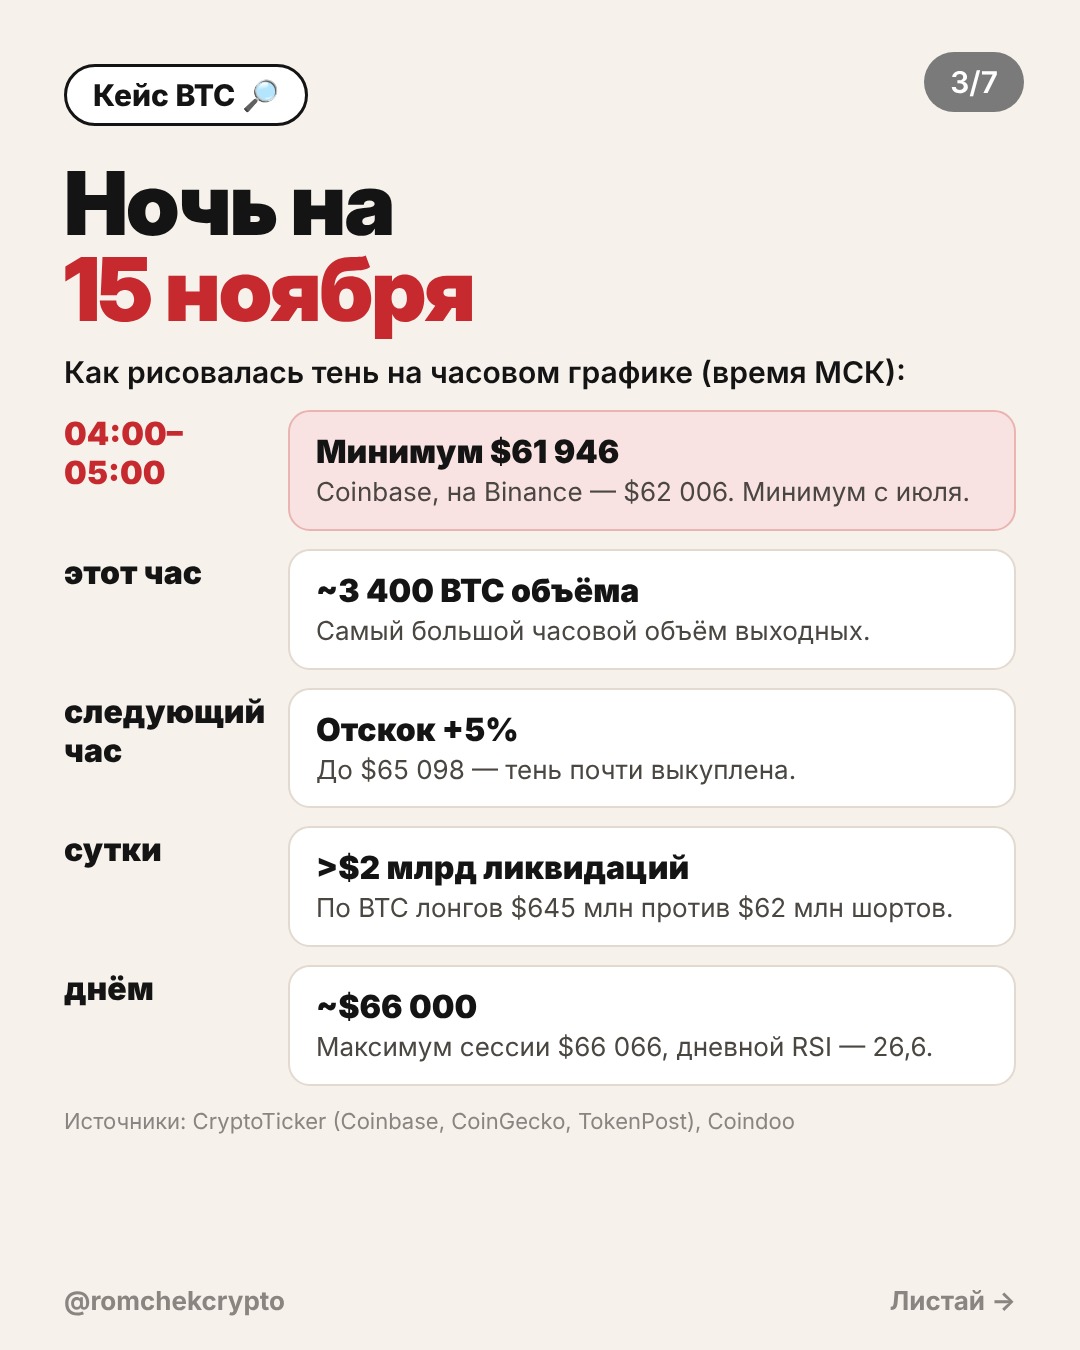 Кейс BTC 🔎
3/7
Ночь на
15 ноября
Как рисовалась тень на часовом графике (время МСК):
04:00–
05:00
Минимум $61 946
Coinbase, на Binance — $62 006. Минимум с июля.
этот час
~3 400 BTC объёма
Самый большой часовой объём выходных.
следующий
час
Отскок +5%
До $65 098 — тень почти выкуплена.
сутки
>$2 млрд ликвидаций
По BTC лонгов $645 млн против $62 млн шортов.
днём
~$66 000
Максимум сессии $66 066, дневной RSI — 26,6.
Источники: CryptoTicker (Coinbase, CoinGecko, TokenPost), Coindoo
@romchekcrypto
Листай →